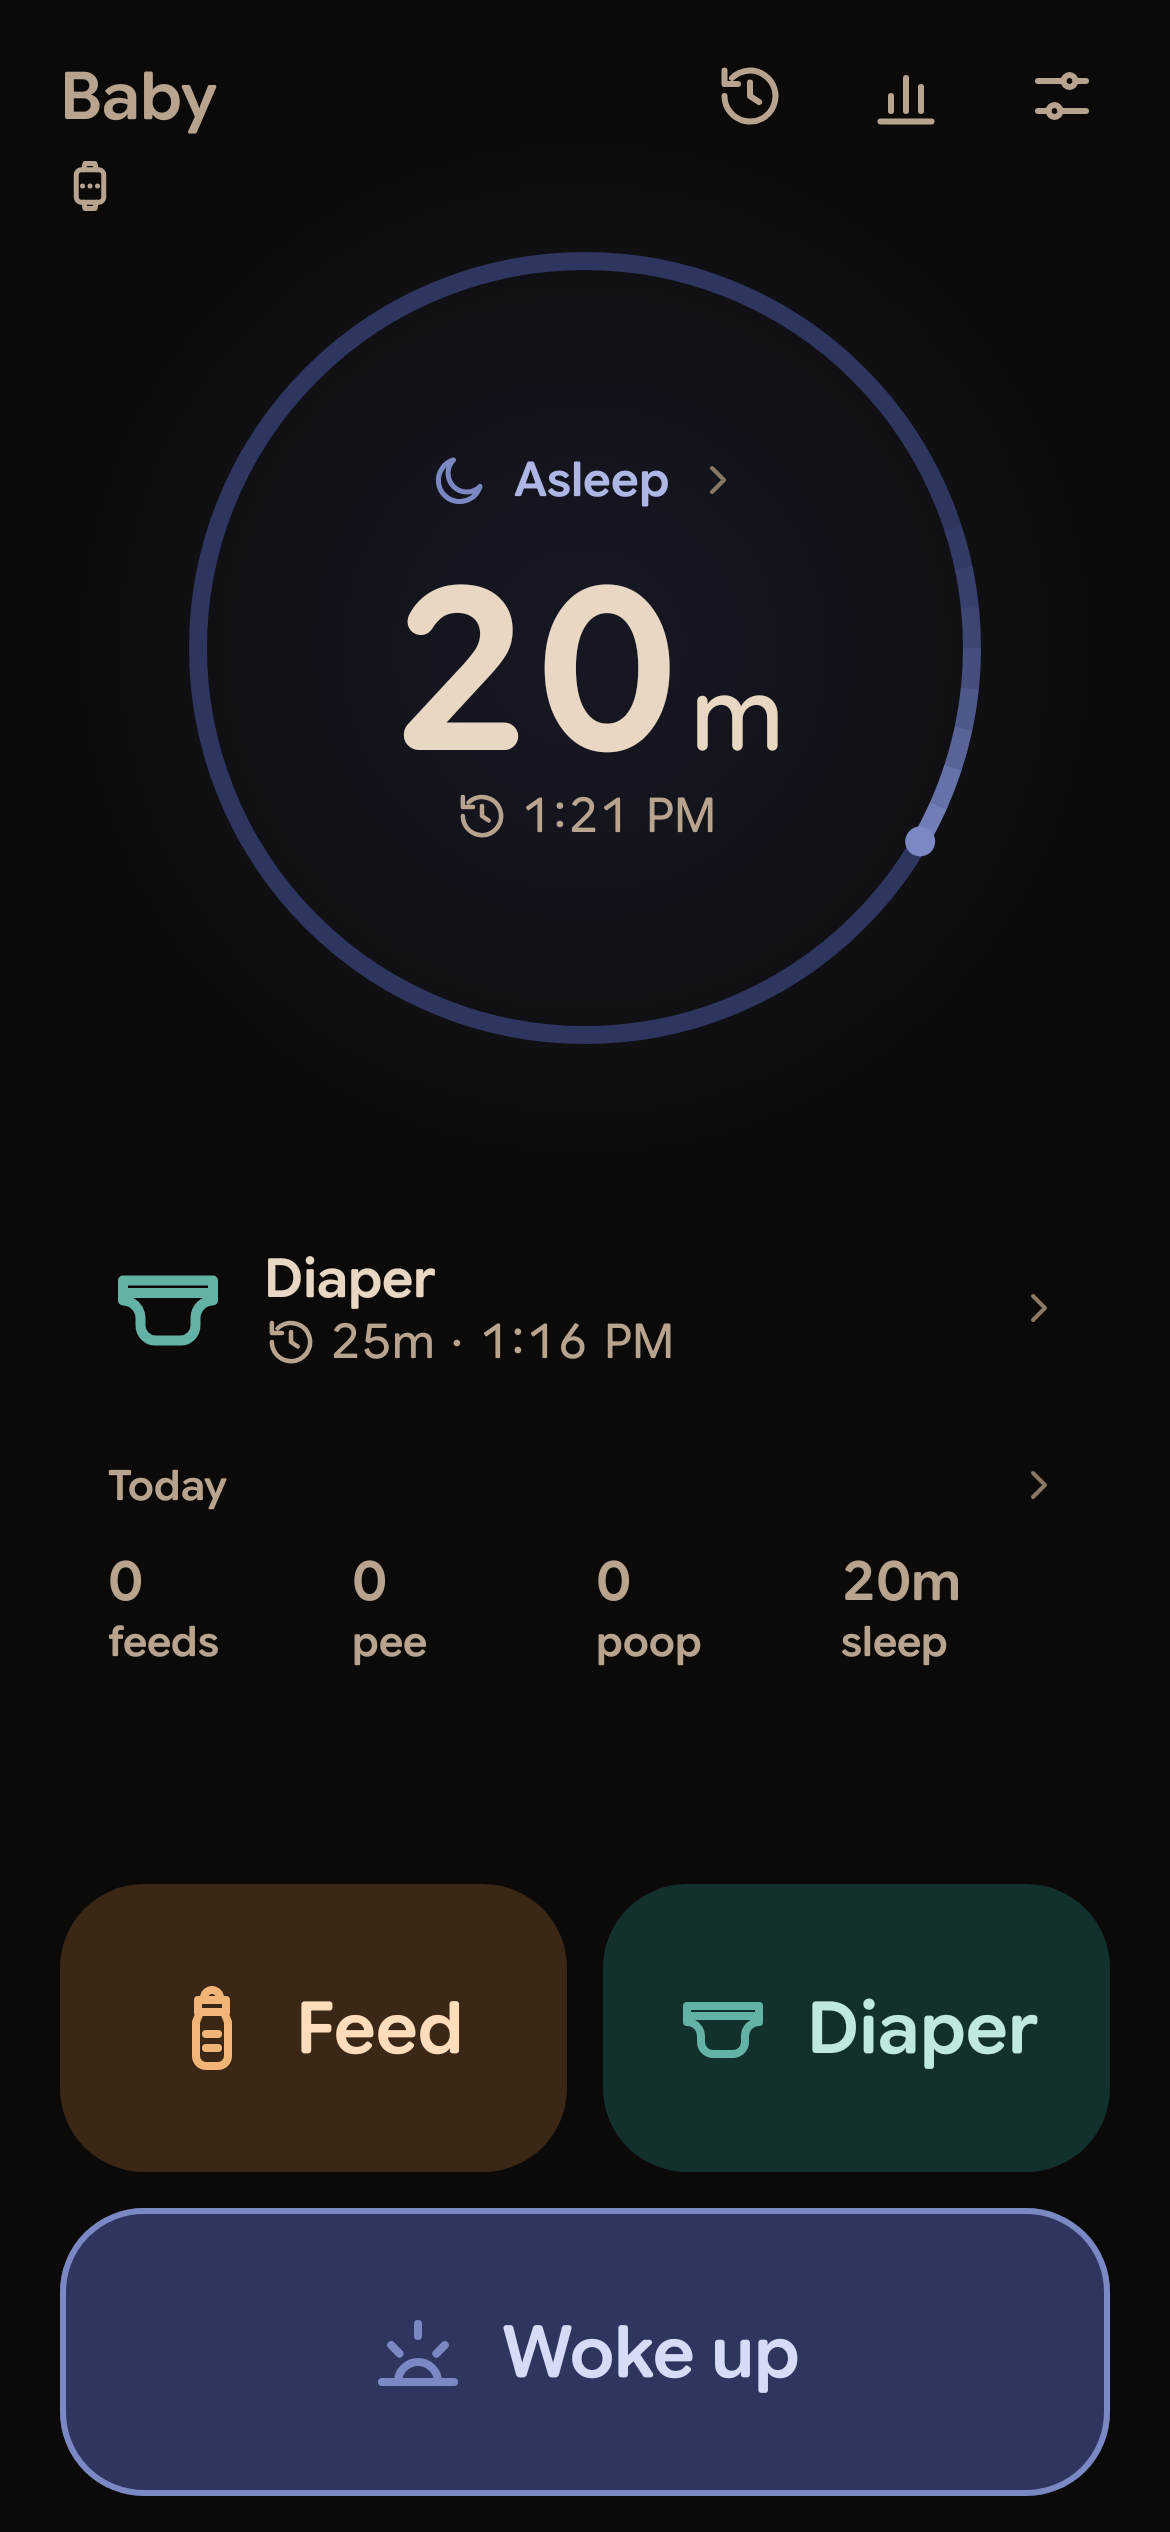 Baby
Asleep
20m
1:21 PM
Diaper
25m · 1:16 PM
Today
0 0 0 20m
feeds pee poop sleep
Feed Diaper
Woke up